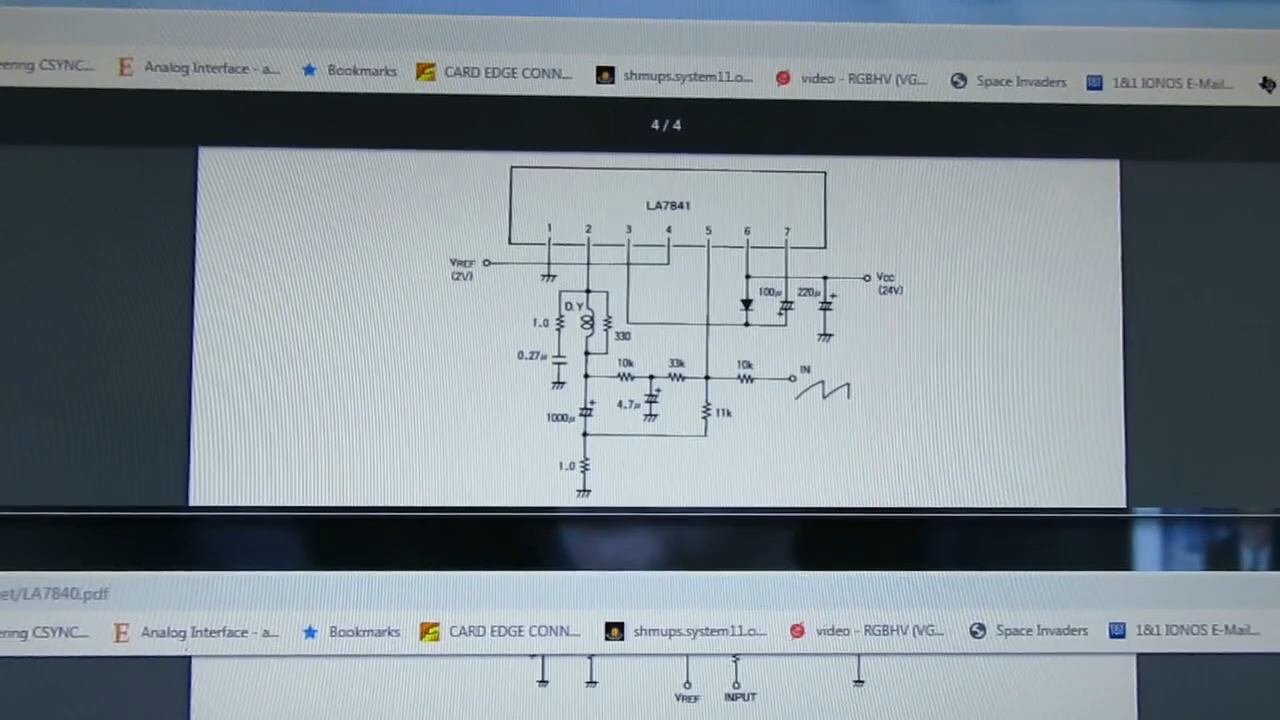 ering CSYNC... Analog Interface - a... Bookmarks CARD EDGE CONN... shmups.system11.o... video - RGBHV (VG... Space Invaders 1&1 IONOS E-Mail...
4 / 4
LA7841
1 2 3 4 5 6 7
VREF
(2V)
VCC
(24V)
100μ 220μ
D.Y
1.0
330
0.27μ
10k 33k 10k IN
4.7μ
1000μ
11k
1.0
et/LA7840.pdf
ering CSYNC... Analog Interface - a... Bookmarks CARD EDGE CONN... shmups.system11.o... video - RGBHV (VG... Space Invaders 1&1 IONOS E-Mail...
VREF INPUT